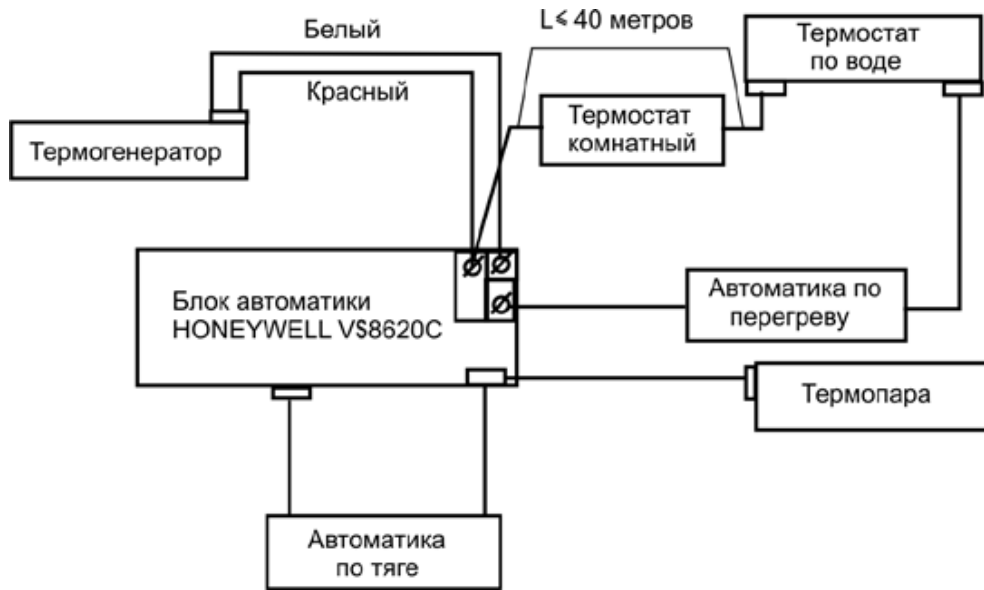 Белый
Красный
Термогенератор
L⩽ 40 метров
Термостат
комнатный
Термостат
по воде
Блок автоматики
HONEYWELL VS8620C
Автоматика по
перегреву
Термопара
Автоматика
по тяге